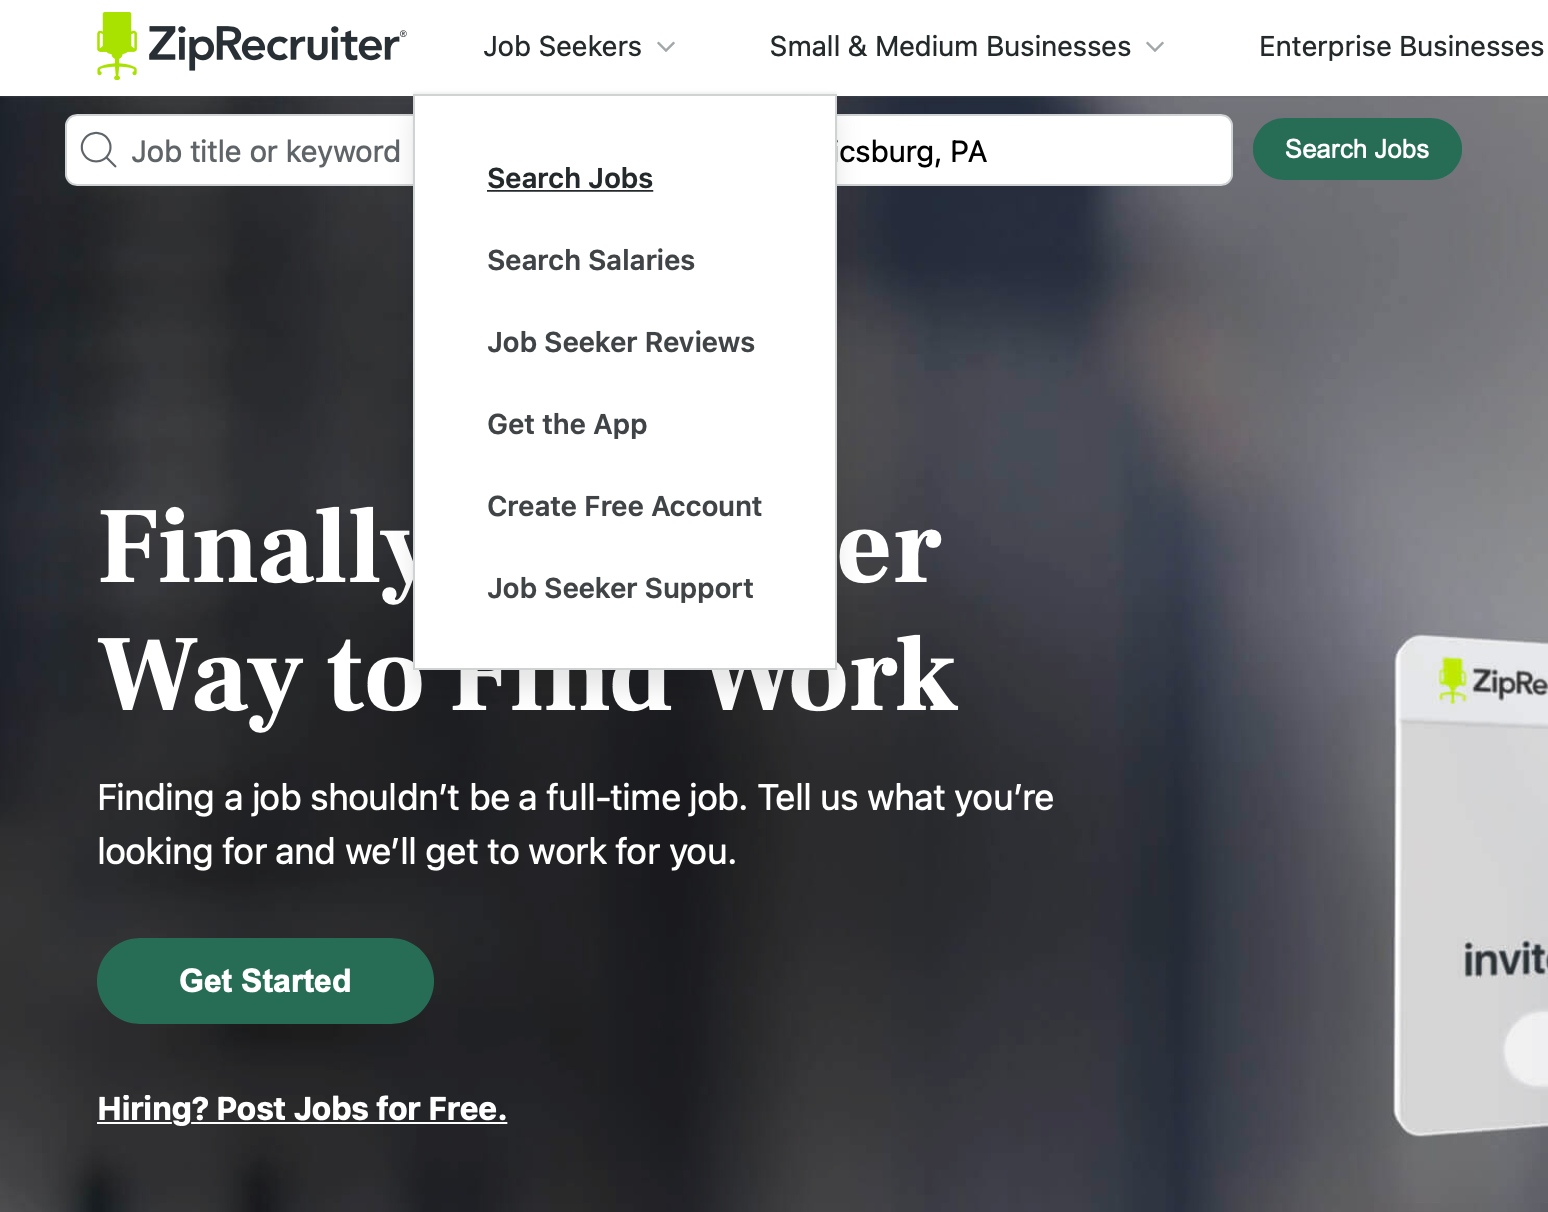 ZipRecruiter®
Job Seekers
Small & Medium Businesses
Enterprise Businesses
Job title or keyword
icsburg, PA
Search Jobs
Search Jobs
Search Salaries
Job Seeker Reviews
Get the App
Create Free Account
Job Seeker Support
Finally er
Way to Find Work
Finding a job shouldn’t be a full-time job. Tell us what you’re
looking for and we’ll get to work for you.
Get Started
Hiring? Post Jobs for Free.
ZipRe
invit